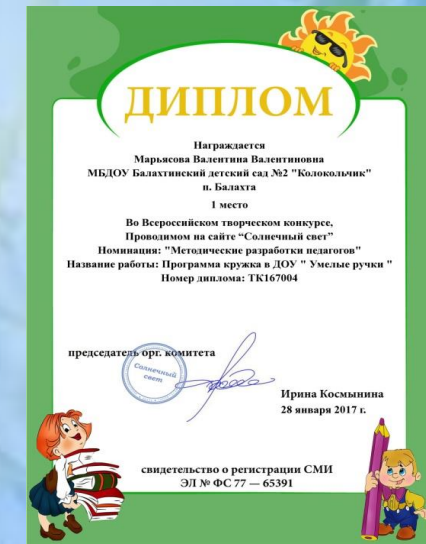 ДИПЛОМ
Награждается
Марьясова Валентина Валентиновна
МБДОУ Балахтинский детский сад №2 "Колокольчик"
п. Балахта
1 место
Во Всероссийском творческом конкурсе,
Проводимом на сайте “Солнечный свет”
Номинация: "Методические разработки педагогов"
Название работы: Программа кружка в ДОУ " Умелые ручки "
Номер диплома: ТК167004
председатель орг. комитета
Солнечный
свет
Ирина Космынина
28 января 2017 г.
свидетельство о регистрации СМИ
ЭЛ № ФС 77 — 65391